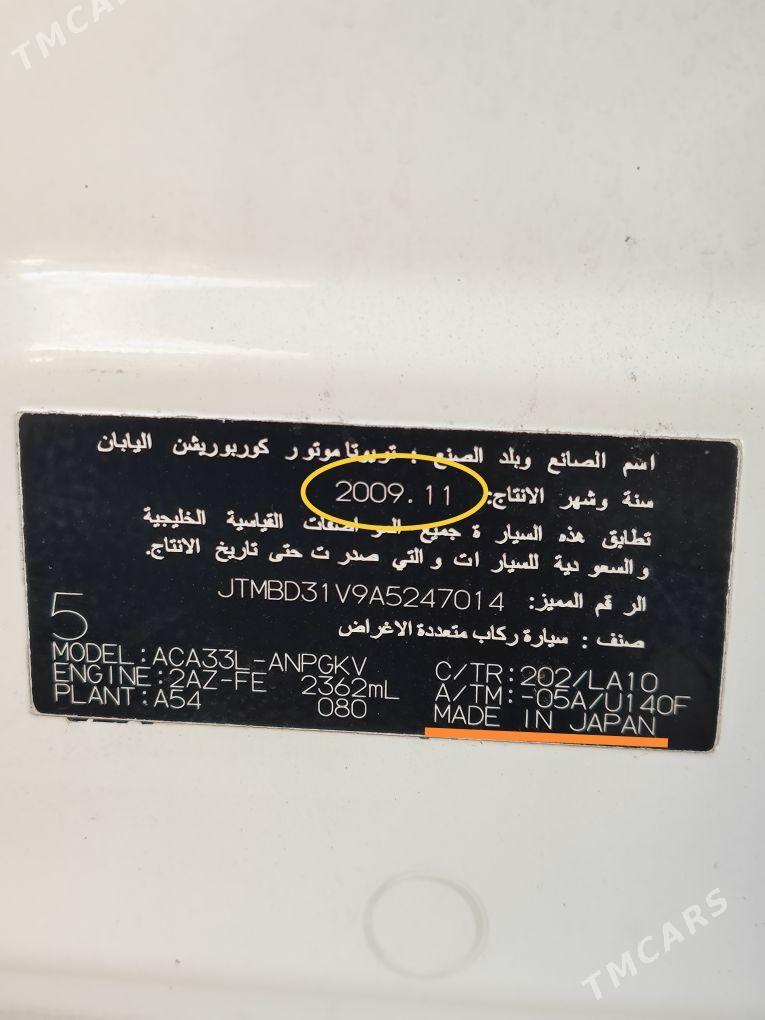 TMCARS
اسم الصانع وبلد الصنع : تويوتا موتور كوربوريشن اليابان
سنة وشهر الانتاج: 2009.11
تطابق هذه السيارة جميع المواصفات القياسية الخليجية
والسعودية للسيارات والتي صدرت حتى تاريخ الانتاج.
الرقم المميز: JTMBD31V9A5247014
صنف : سيارة ركاب متعددة الاغراض
5
MODEL:ACA33L-ANPGKV
C/TR:202/LA10
ENGINE:2AZ-FE 2362mL
A/TM:-05A/U140F
PLANT:A54 080
MADE IN JAPAN
TMCARS